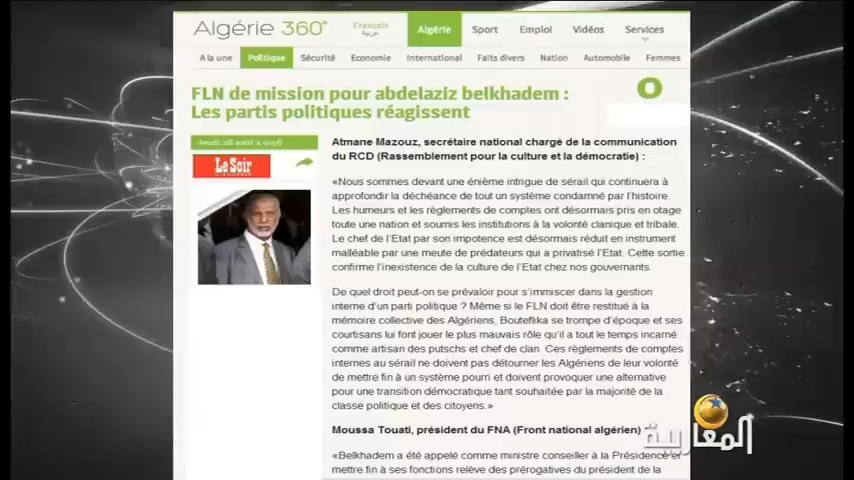 Algérie 360°
Français
عربية
Algérie
Sport
Emploi
Vidéos
Services
A la une
Politique
Sécurité
Economie
International
Faits divers
Nation
Automobile
Femmes
FLN de mission pour abdelaziz belkhadem :
Les partis politiques réagissent
0
Jeudi 28 août à 9:56
Le Soir
D'ALGERIE
Atmane Mazouz, secrétaire national chargé de la communication
du RCD (Rassemblement pour la culture et la démocratie) :
«Nous sommes devant une énième intrigue de sérail qui continuera à
approfondir la déchéance de tout un système condamné par l'histoire.
Les humeurs et les règlements de comptes ont désormais pris en otage
toute une nation et soumis les institutions à la volonté clanique et tribale.
Le chef de l'Etat par son impotence est désormais réduit en instrument
malléable par une meute de prédateurs qui a privatisé l'Etat. Cette sortie
confirme l'inexistence de la culture de l'Etat chez nos gouvernants.
De quel droit peut-on se prévaloir pour s'immiscer dans la gestion
interne d'un parti politique ? Même si le FLN doit être restitué à la
mémoire collective des Algériens, Bouteflika se trompe d'époque et ses
courtisans lui font jouer le plus mauvais rôle qu'il a tout le temps incarné
comme artisan des putschs et chef de clan. Ces règlements de comptes
internes au sérail ne doivent pas détourner les Algériens de leur volonté
de mettre fin à un système pourri et doivent provoquer une alternative
pour une transition démocratique tant souhaitée par la majorité de la
classe politique et des citoyens.»
Moussa Touati, président du FNA (Front national algérien)
المغاربية
«Belkhadem a été appelé comme ministre conseiller à la Présidence et
mettre fin à ses fonctions relève des prérogatives du président de la